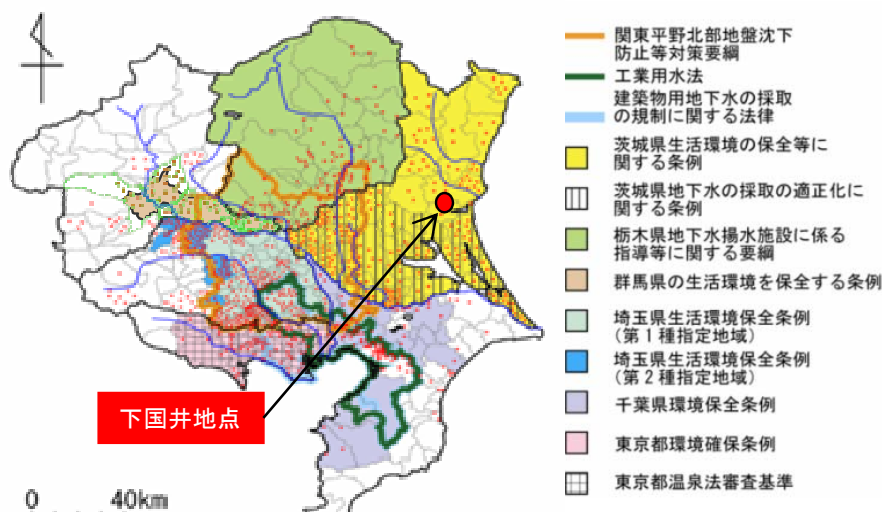 関東平野北部地盤沈下
防止等対策要綱
工業用水法
建築物用地下水の採取
の規制に関する法律
茨城県生活環境の保全等に
関する条例
茨城県地下水の採取の適正化に
関する条例
栃木県地下水揚水施設に係る
指導等に関する要綱
群馬県の生活環境を保全する条例
埼玉県生活環境保全条例
(第1種指定地域)
埼玉県生活環境保全条例
(第2種指定地域)
千葉県環境保全条例
東京都環境確保条例
東京都温泉法審査基準
下国井地点
0 40km